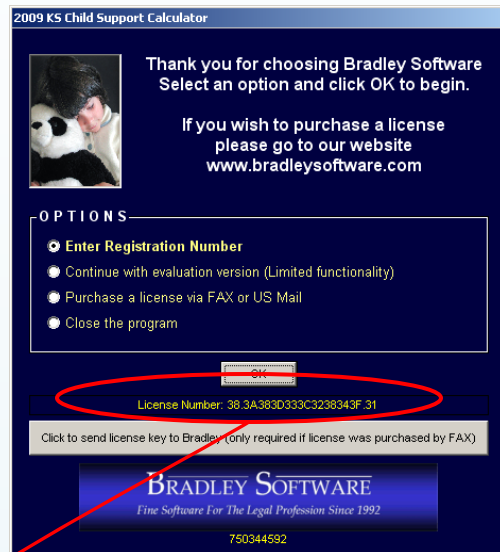 2009 KS Child Support Calculator
Thank you for choosing Bradley Software
Select an option and click OK to begin.
If you wish to purchase a license
please go to our website
www.bradleysoftware.com
OPTIONS
Enter Registration Number
Continue with evaluation version (Limited functionality)
Purchase a license via FAX or US Mail
Close the program
OK
License Number: 38.3A383D333C3238343F.31
Click to send license key to Bradley (only required if license was purchased by FAX)
BRADLEY SOFTWARE
Fine Software For The Legal Profession Since 1992
750344592